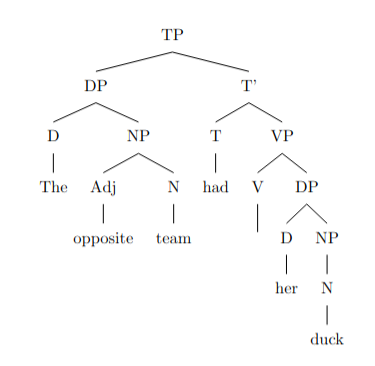 TP
DP T'
D NP T VP
The Adj N had V DP
opposite team D NP
her N
duck